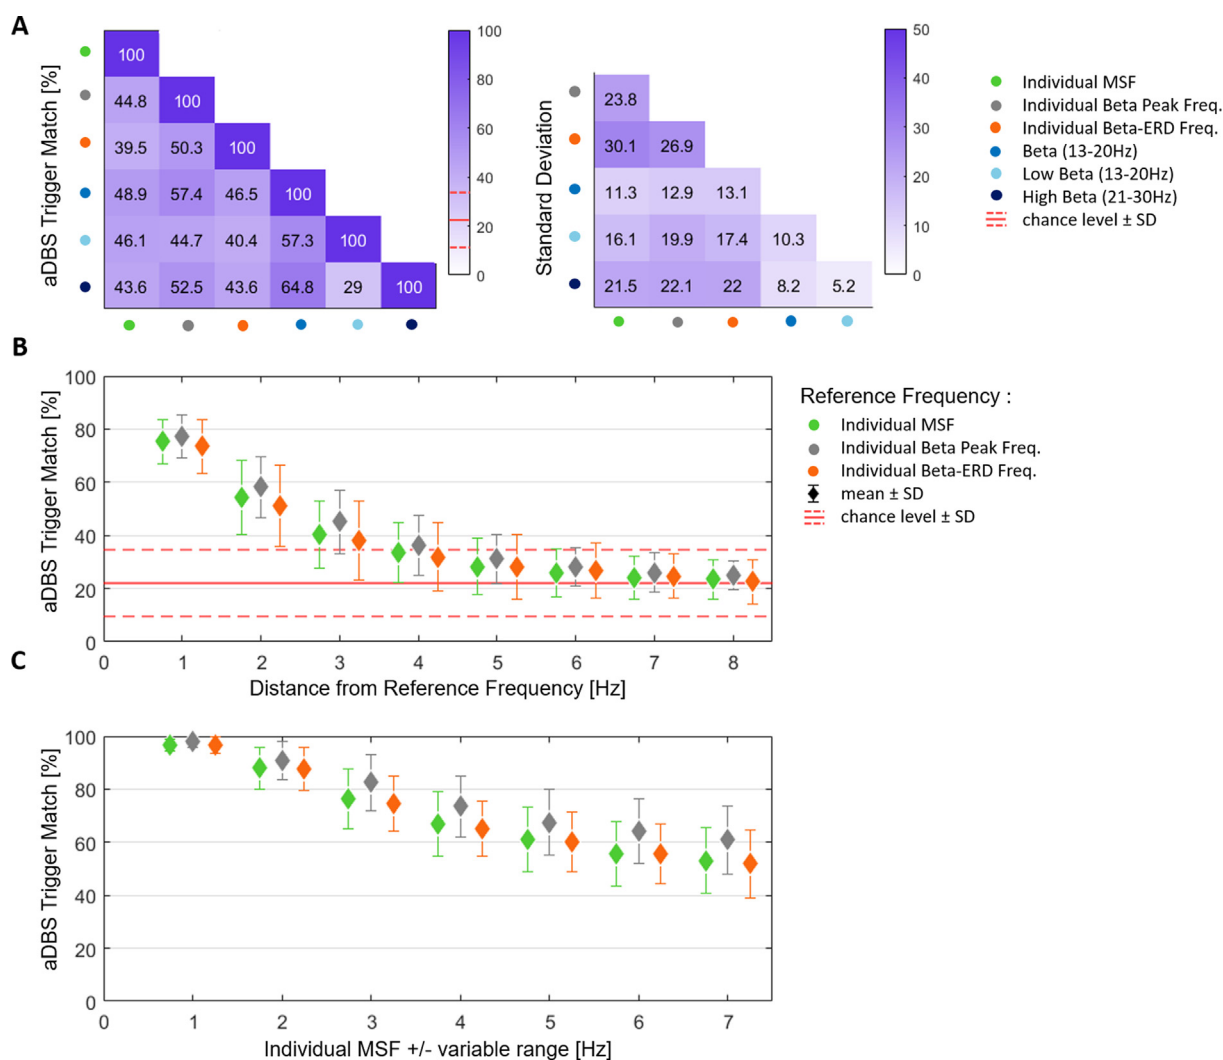 A
aDBS Trigger Match [%]
100
44.8 100
39.5 50.3 100
48.9 57.4 46.5 100
46.1 44.7 40.4 57.3 100
43.6 52.5 43.6 64.8 29 100
100
80
60
40
20
0
Standard Deviation
23.8
30.1 26.9
11.3 12.9 13.1
16.1 19.9 17.4 10.3
21.5 22.1 22 8.2 5.2
50
40
30
20
10
0
Individual MSF
Individual Beta Peak Freq.
Individual Beta-ERD Freq.
Beta (13-20Hz)
Low Beta (13-20Hz)
High Beta (21-30Hz)
chance level ± SD
B
aDBS Trigger Match [%]
100
80
60
40
20
0
0 1 2 3 4 5 6 7 8
Distance from Reference Frequency [Hz]
Reference Frequency :
Individual MSF
Individual Beta Peak Freq.
Individual Beta-ERD Freq.
mean ± SD
chance level ± SD
C
aDBS Trigger Match [%]
100
80
60
40
20
0
0 1 2 3 4 5 6 7
Individual MSF +/- variable range [Hz]